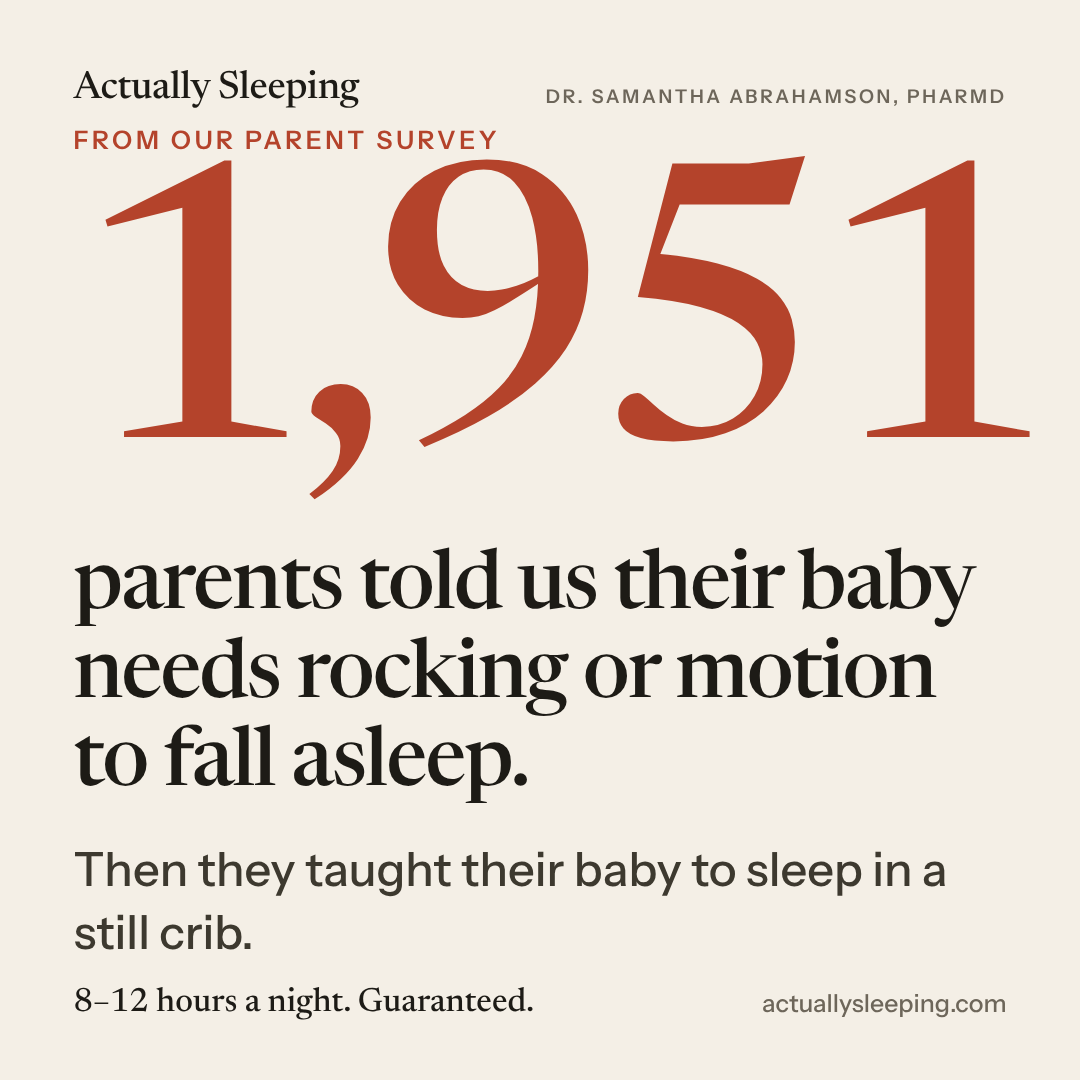 Actually Sleeping
DR. SAMANTHA ABRAHAMSON, PHARMD
FROM OUR PARENT SURVEY
1,951
parents told us their baby
needs rocking or motion
to fall asleep.
Then they taught their baby to sleep in a
still crib.
8–12 hours a night. Guaranteed.
actuallysleeping.com